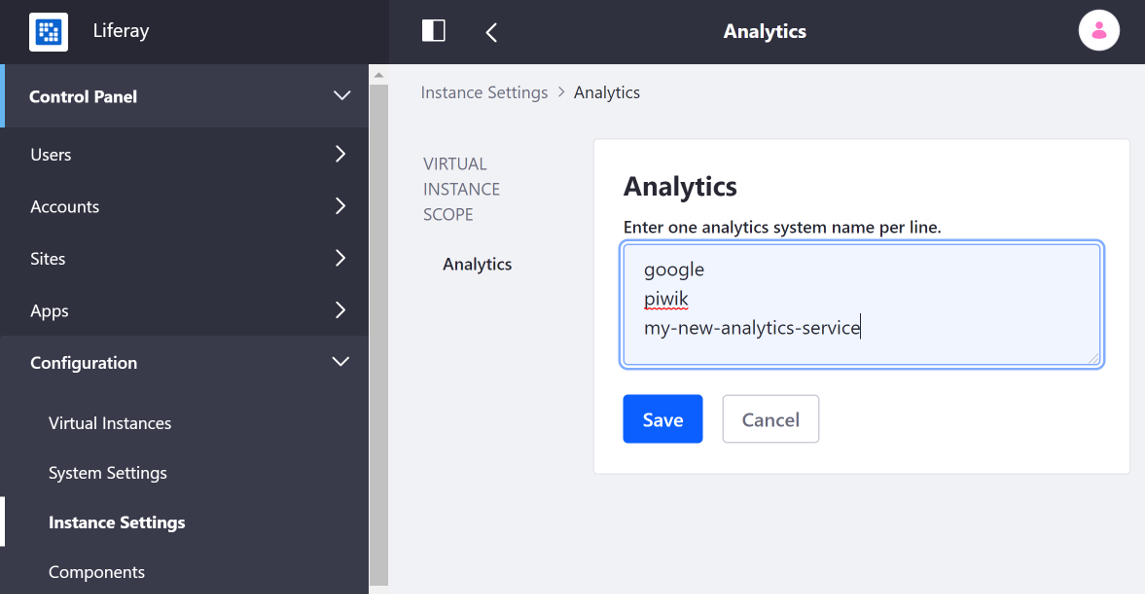 Liferay
Analytics
Control Panel
Users
Accounts
Sites
Apps
Configuration
Virtual Instances
System Settings
Instance Settings
Components
Instance Settings > Analytics
VIRTUAL
INSTANCE
SCOPE
Analytics
Analytics
Enter one analytics system name per line.
google
piwik
my-new-analytics-service
Save
Cancel